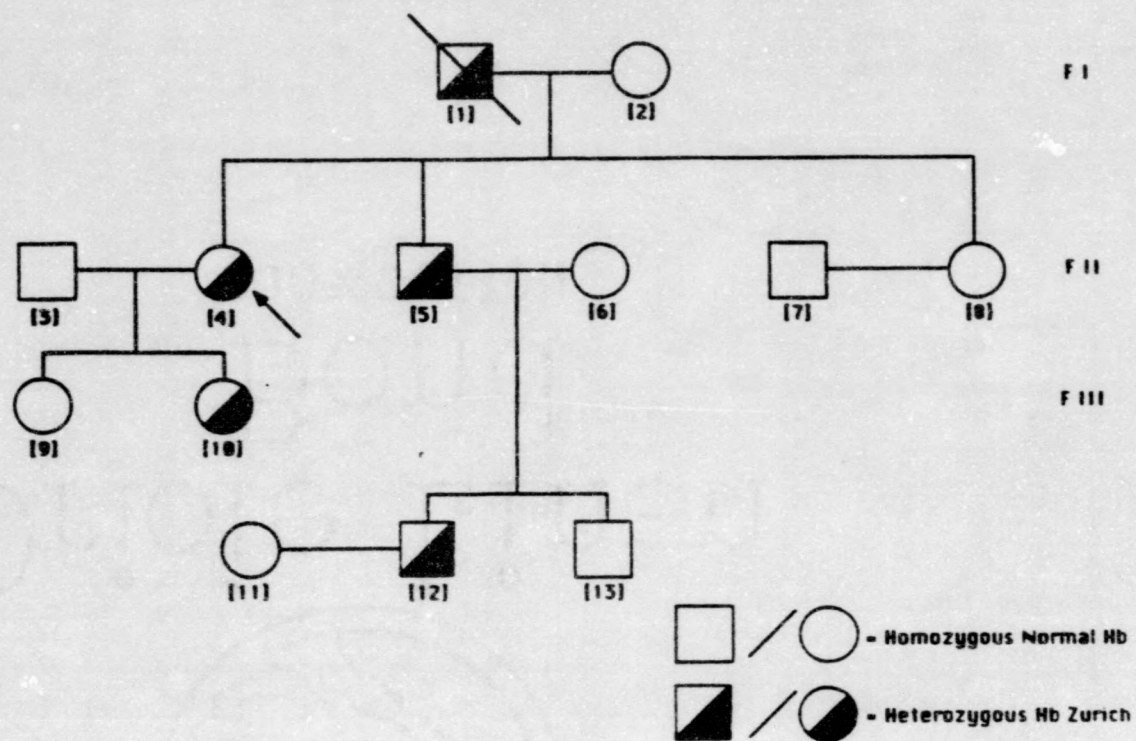 F I
[1] [2]
F II
[3] [4] [5] [6] [7] [8]
F III
[9] [10]
[11] [12] [13]
- Homozygous Normal Hb
- Heterozygous Hb Zurich